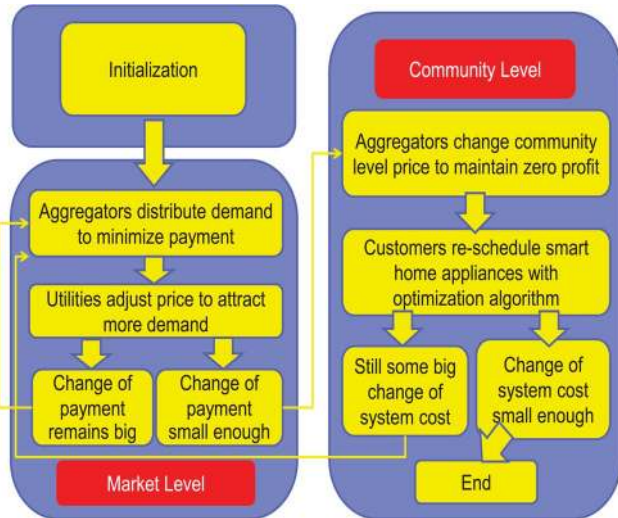 Initialization
Aggregators distribute demand
to minimize payment
Utilities adjust price to attract
more demand
Change of
payment
remains big
Change of
payment
small enough
Market Level
Community Level
Aggregators change community
level price to maintain zero profit
Customers re-schedule smart
home appliances with
optimization algorithm
Still some big
change of
system cost
Change of
system cost
small enough
End